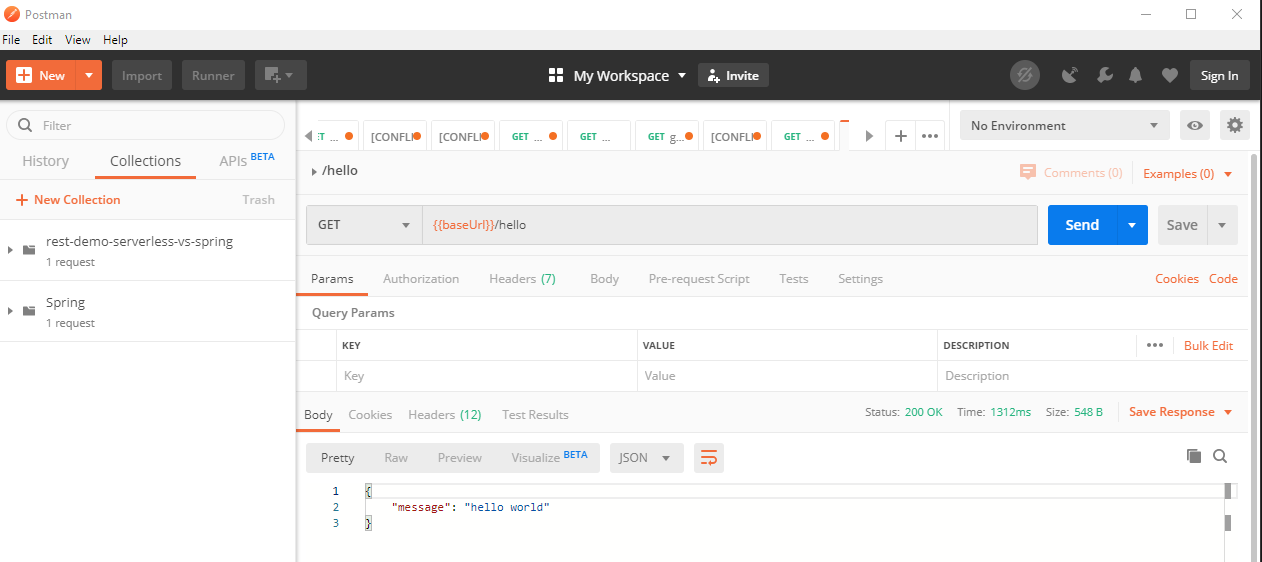 Postman
File Edit View Help
New Import Runner My Workspace Invite Sign In
Filter
History Collections APIs BETA
New Collection Trash
rest-demo-serverless-vs-spring
1 request
Spring
1 request
ET ... [CONFLI [CONFLI GET ... GET ... GET g... [CONFLI GET ... + •••
No Environment
/hello Comments (0) Examples (0)
GET {{baseUrl}}/hello Send Save
Params Authorization Headers (7) Body Pre-request Script Tests Settings Cookies Code
Query Params
KEY VALUE DESCRIPTION ••• Bulk Edit
Key Value Description
Body Cookies Headers (12) Test Results Status: 200 OK Time: 1312ms Size: 548 B Save Response
Pretty Raw Preview Visualize BETA JSON
1 {
2 "message": "hello world"
3 }